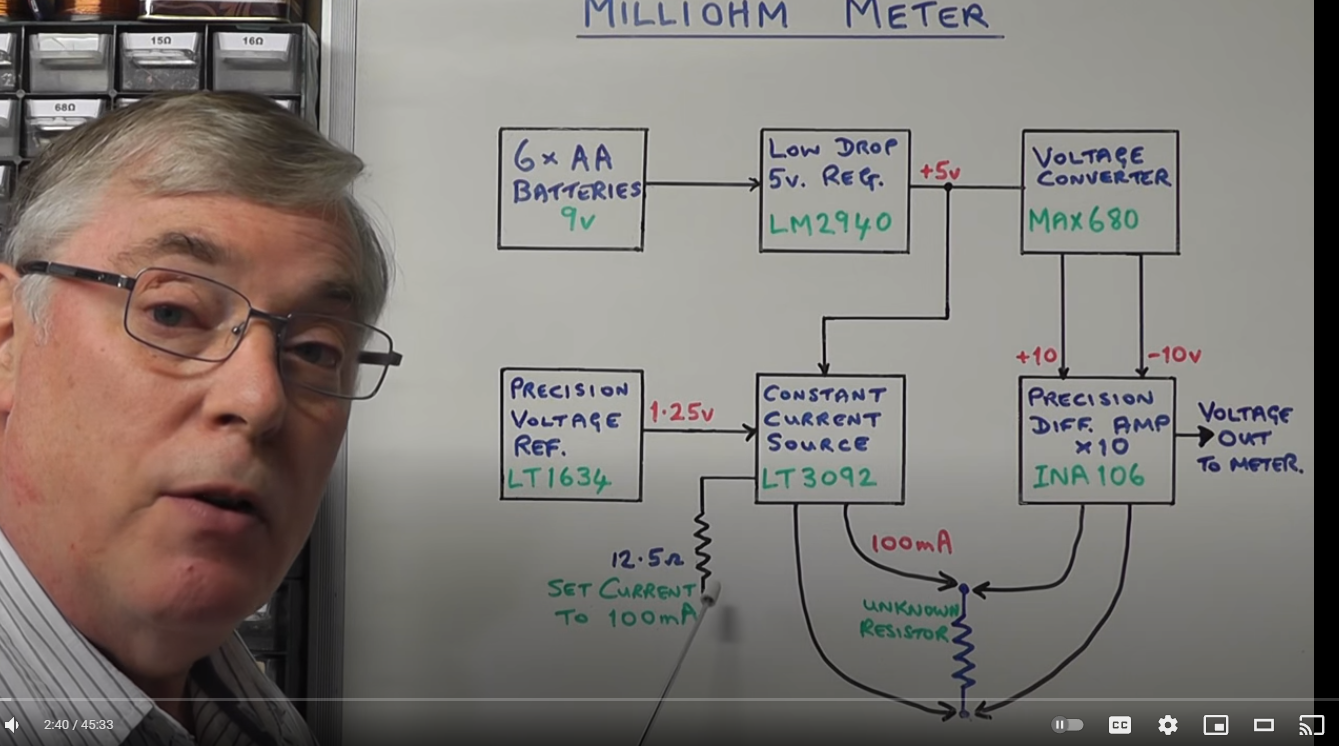 MILLIOHM METER
15Ω
16Ω
68Ω
6 x AA
BATTERIES
9v
LOW DROP
5v. REG.
LM2940
+5v
VOLTAGE
CONVERTER
MAX680
+10
-10v
PRECISION
VOLTAGE
REF.
LT1634
1.25v
CONSTANT
CURRENT
SOURCE
LT3092
PRECISION
DIFF. AMP
x10
INA106
VOLTAGE
OUT
TO METER.
12.5Ω
SET CURRENT
TO 100mA
100mA
UNKNOWN
RESISTOR
2:40 / 45:33
CC